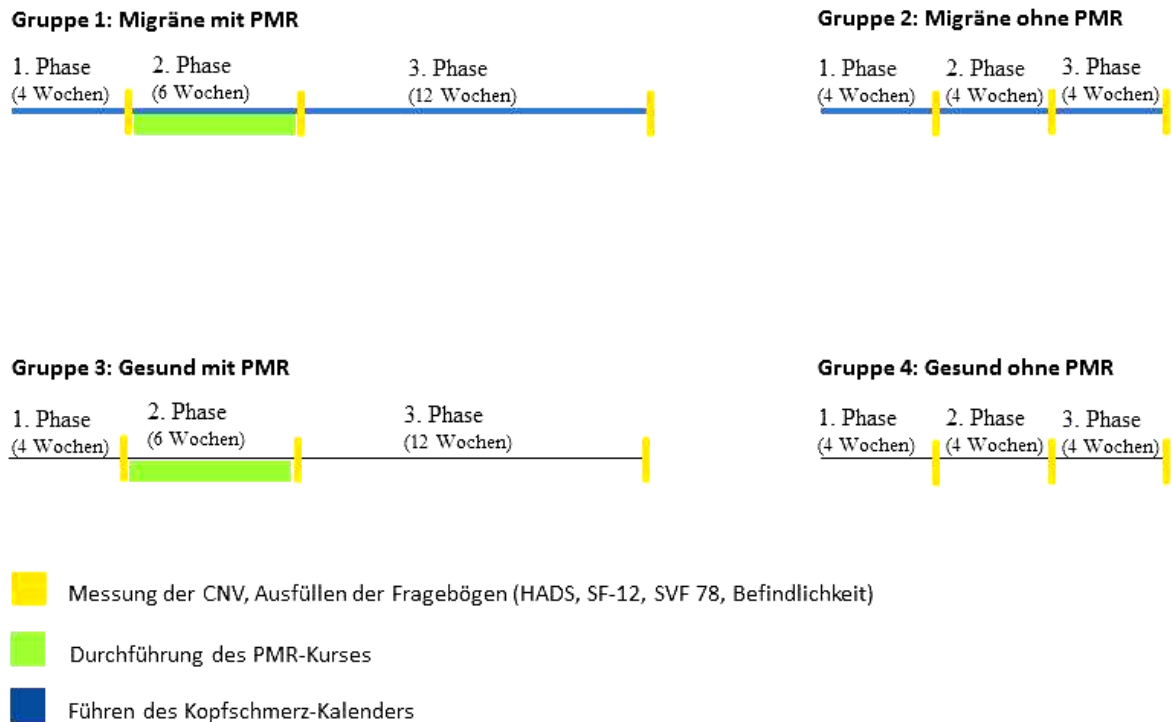 Gruppe 1: Migräne mit PMR
1. Phase
(4 Wochen)
2. Phase
(6 Wochen)
3. Phase
(12 Wochen)
Gruppe 2: Migräne ohne PMR
1. Phase
(4 Wochen)
2. Phase
(4 Wochen)
3. Phase
(4 Wochen)
Gruppe 3: Gesund mit PMR
1. Phase
(4 Wochen)
2. Phase
(6 Wochen)
3. Phase
(12 Wochen)
Gruppe 4: Gesund ohne PMR
1. Phase
(4 Wochen)
2. Phase
(4 Wochen)
3. Phase
(4 Wochen)
Messung der CNV, Ausfüllen der Fragebögen (HADS, SF-12, SVF 78, Befindlichkeit)
Durchführung des PMR-Kurses
Führen des Kopfschmerz-Kalenders